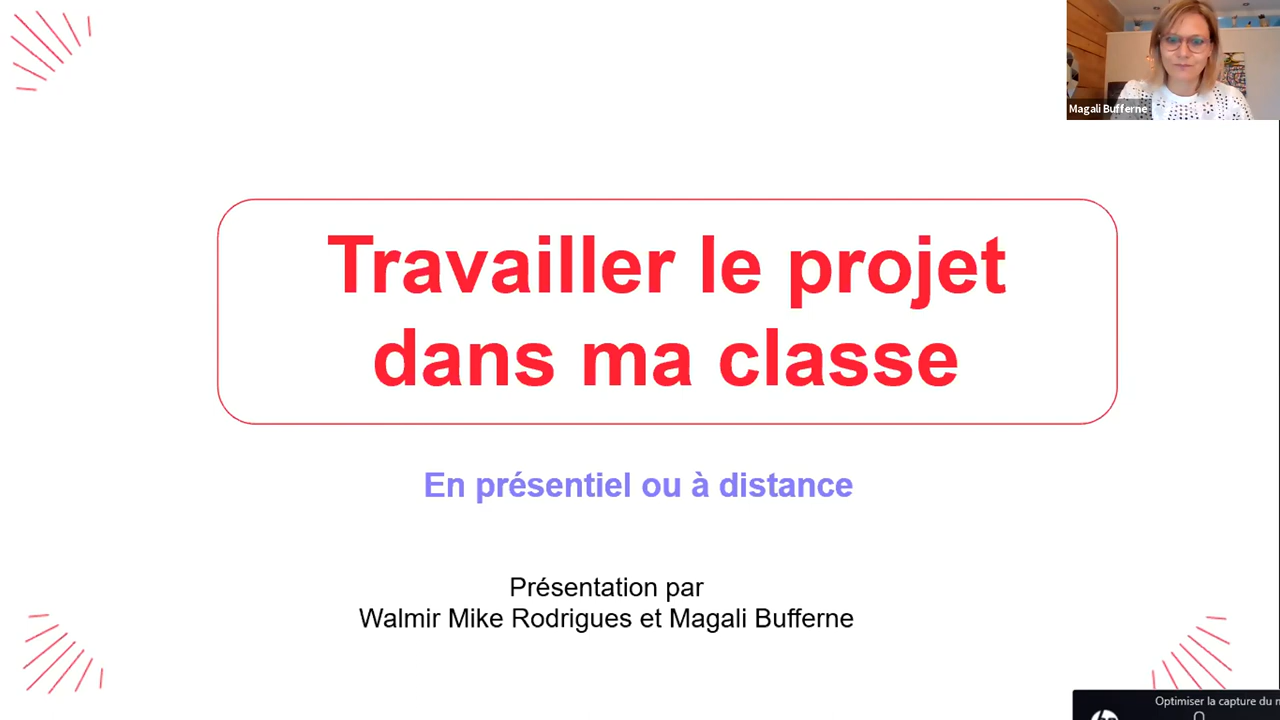 Magali Bufferne
Travailler le projet
dans ma classe
En présentiel ou à distance
Présentation par
Walmir Mike Rodrigues et Magali Bufferne
Optimiser la capture du
hp